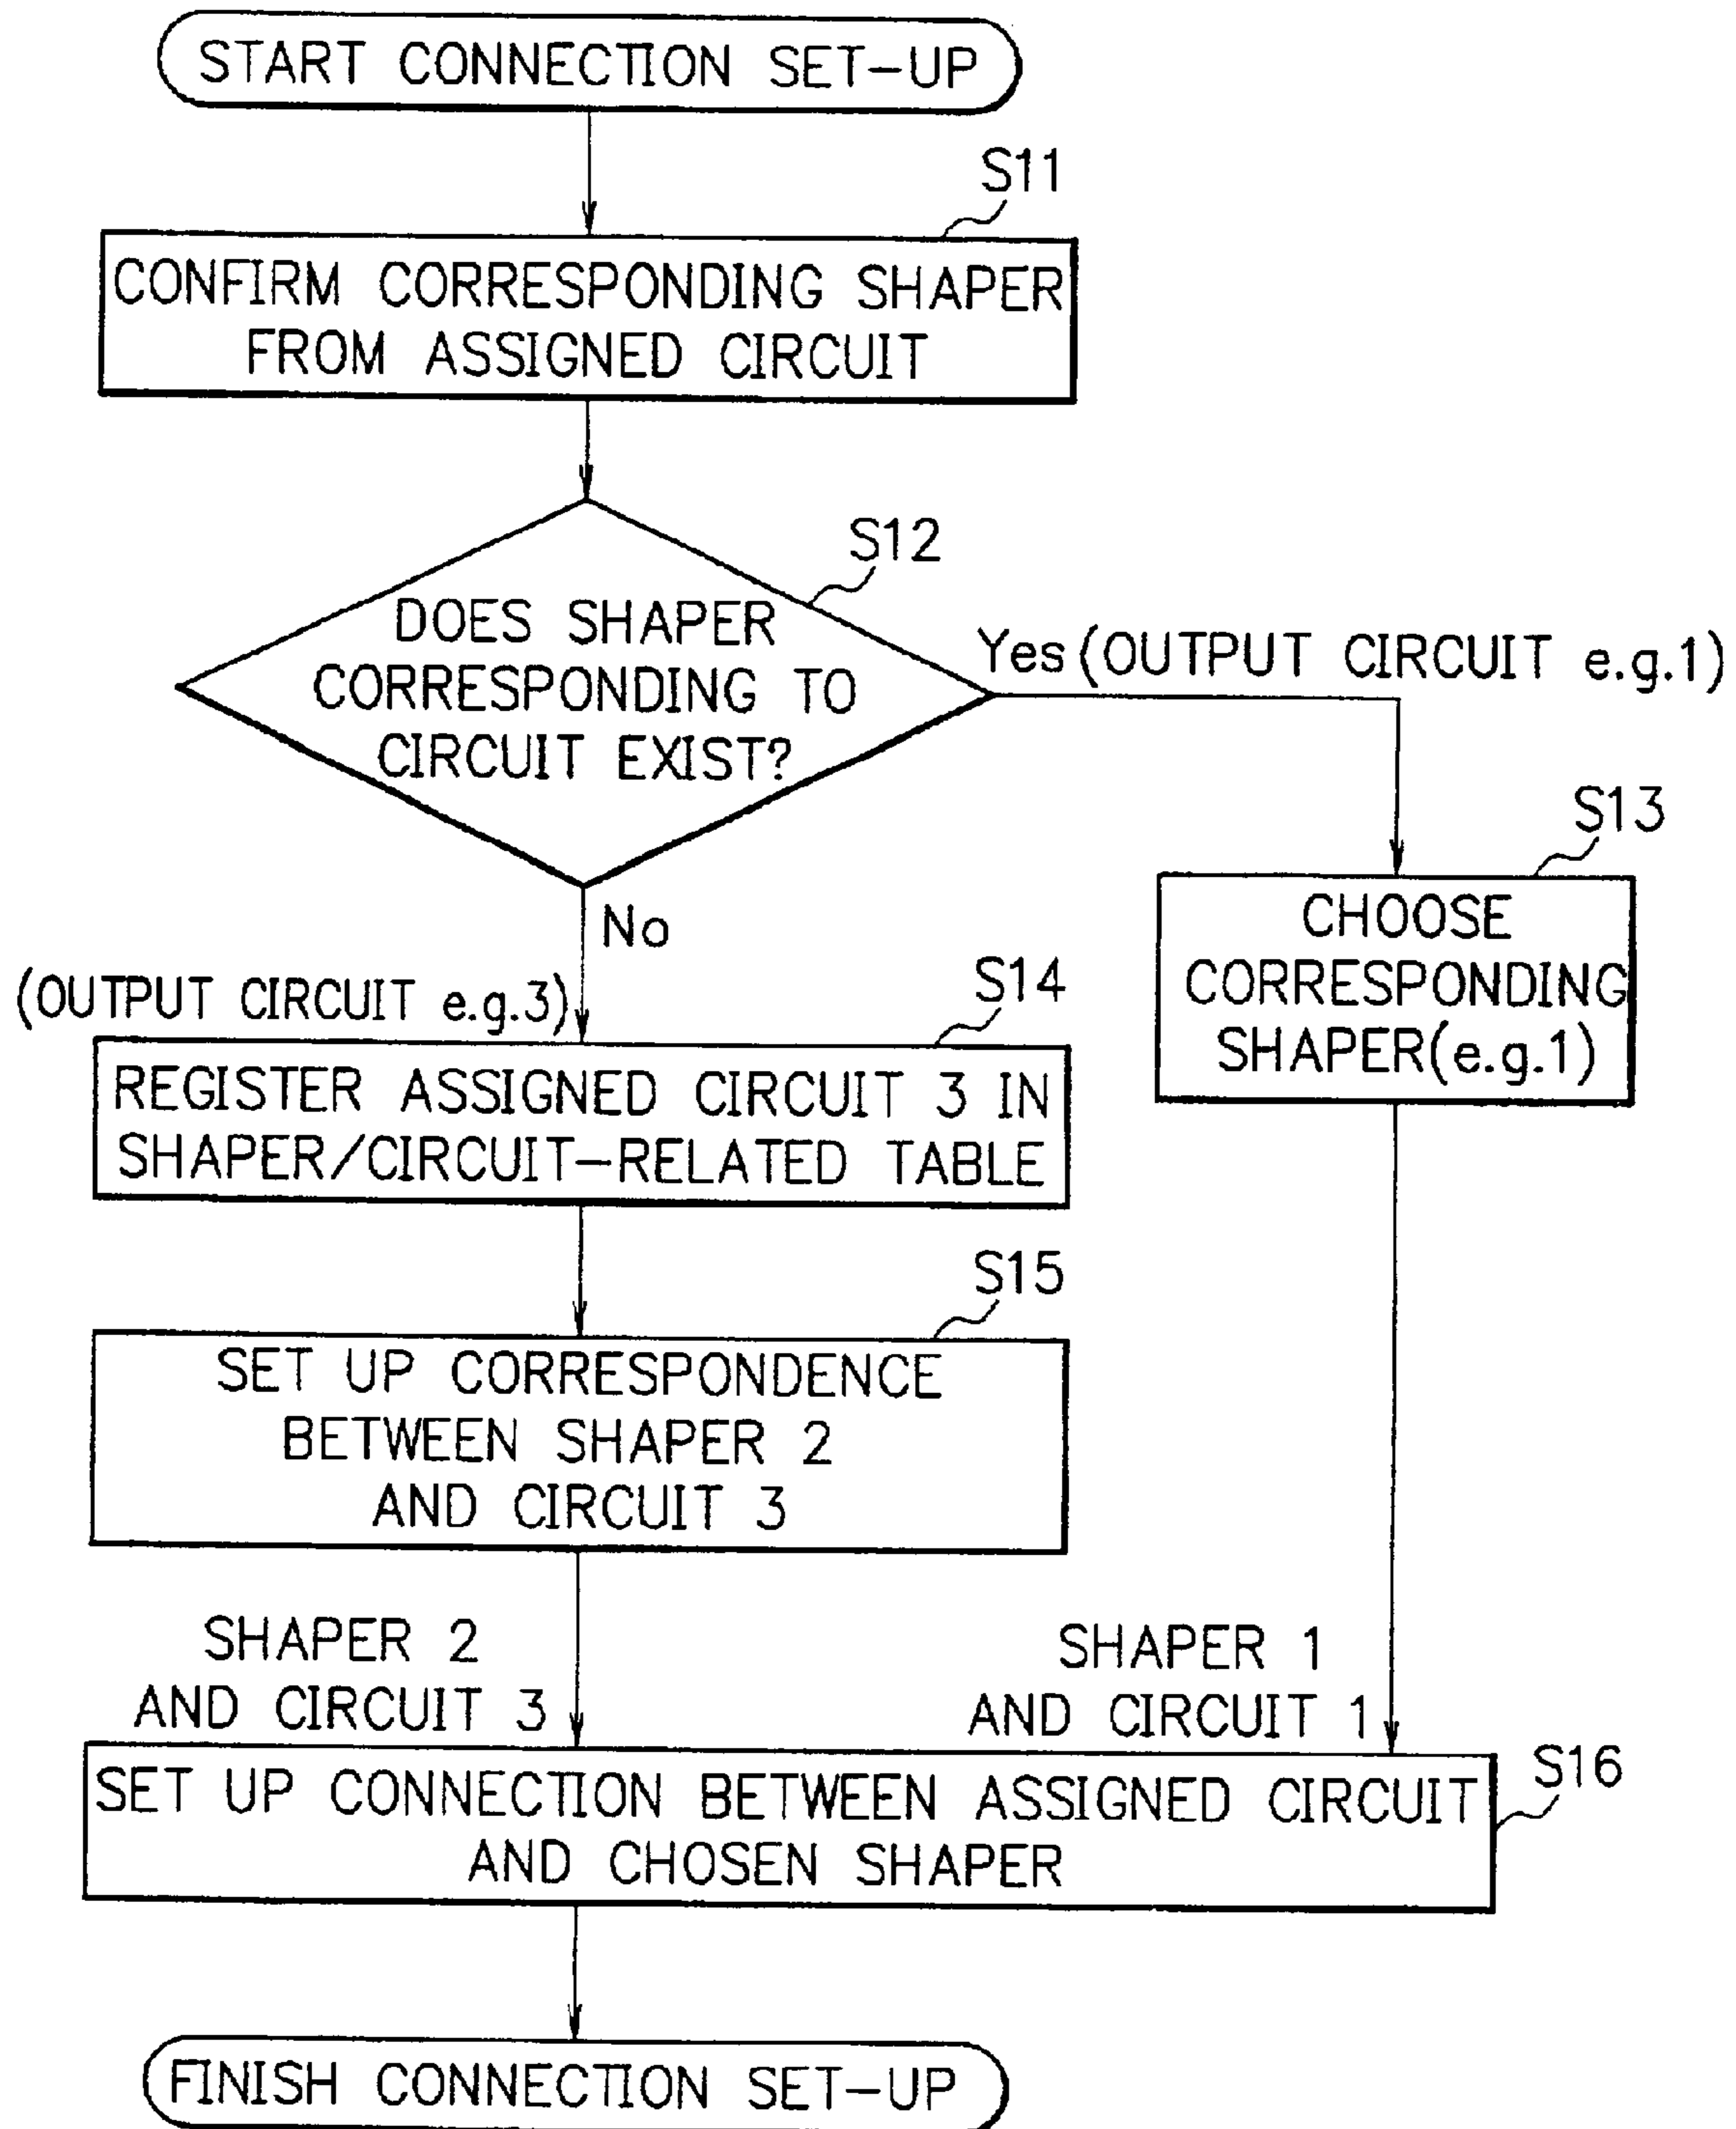 START CONNECTION SET-UP
S11
CONFIRM CORRESPONDING SHAPER
FROM ASSIGNED CIRCUIT
S12
DOES SHAPER
CORRESPONDING TO
CIRCUIT EXIST?
Yes (OUTPUT CIRCUIT e.g.1)
S13
CHOOSE
CORRESPONDING
SHAPER(e.g.1)
No
(OUTPUT CIRCUIT e.g.3)
S14
REGISTER ASSIGNED CIRCUIT 3 IN
SHAPER/CIRCUIT-RELATED TABLE
S15
SET UP CORRESPONDENCE
BETWEEN SHAPER 2
AND CIRCUIT 3
SHAPER 2
AND CIRCUIT 3
SHAPER 1
AND CIRCUIT 1
S16
SET UP CONNECTION BETWEEN ASSIGNED CIRCUIT
AND CHOSEN SHAPER
FINISH CONNECTION SET-UP